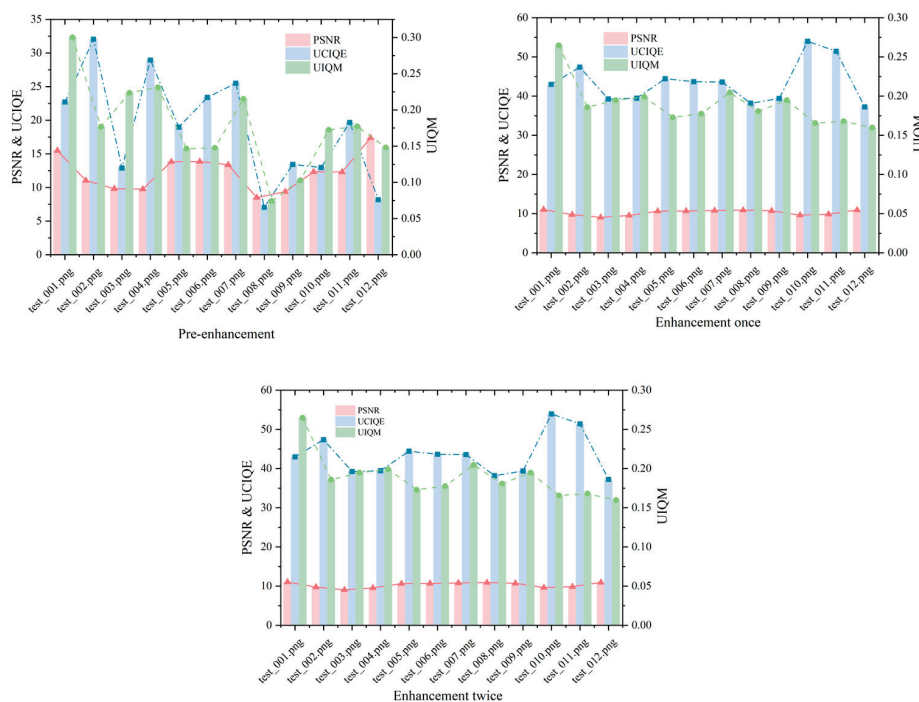 PSNR & UCIQE
35
30
25
20
15
10
5
0
PSNR
UCIQE
UIQM
0.30
0.25
0.20
0.15
0.10
0.05
0.00
UIQM
test_001-png
test_002-png
test_003-png
test_004-png
test_005-png
test_006-png
test_007-png
test_008-png
test_009-png
test_010-png
test_011-png
test_012-png
Pre-enhancement
PSNR & UCIQE
60
50
40
30
20
10
0
PSNR
UCIQE
UIQM
0.30
0.25
0.20
0.15
0.10
0.05
0.00
UIQM
test_001.png
test_002.png
test_003.png
test_004.png
test_005.png
test_006.png
test_007.png
test_008.png
test_009.png
test_010.png
test_011.png
test_012.png
Enhancement once
PSNR & UCIQE
60
50
40
30
20
10
0
PSNR
UCIQE
UIQM
0.30
0.25
0.20
0.15
0.10
0.05
0.00
UIQM
test_001.png
test_002.png
test_003.png
test_004.png
test_005.png
test_006.png
test_007.png
test_008.png
test_009.png
test_010.png
test_011.png
test_012.png
Enhancement twice